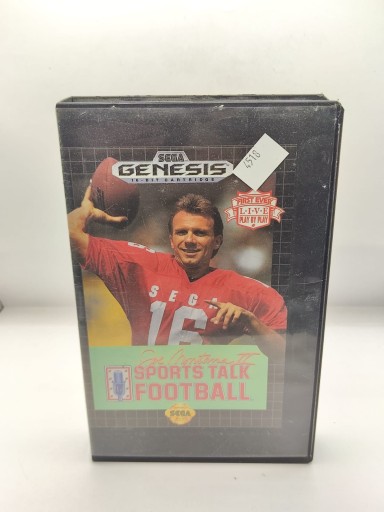 SEGA
GENESIS
16-BIT CARTRIDGE
4518
FIRST EVER
L·I·V·E
PLAY BY PLAY
SEGA
16
Joe Montana II
SPORTS TALK
FOOTBALL
SEGA